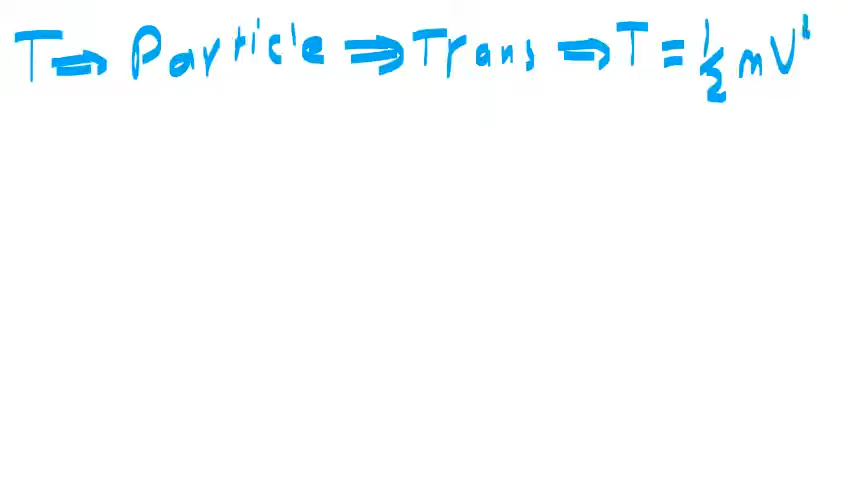 T ⇒ Particle ⇒ Trans ⇒ T = 1/2 mV²